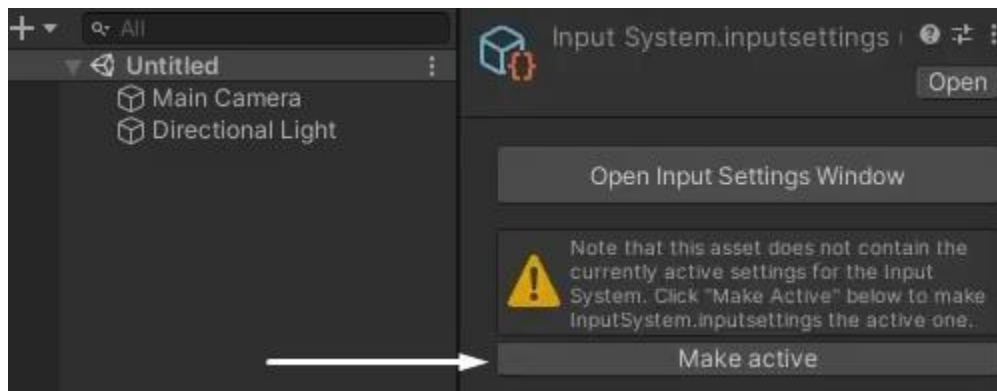 All
Untitled
Main Camera
Directional Light
Input System.inputsettings
Open
Open Input Settings Window
Note that this asset does not contain the
currently active settings for the Input
System. Click "Make Active" below to make
InputSystem.inputsettings the active one.
Make active